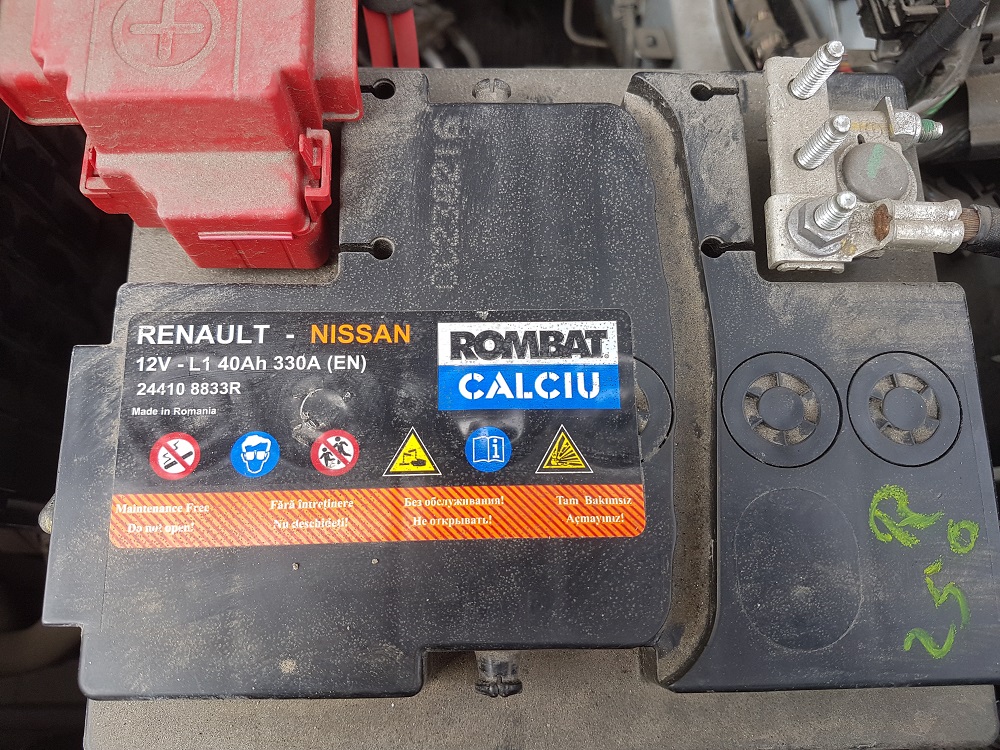 RENAULT - NISSAN
12V - L1 40Ah 330A (EN)
24410 8833R
Made in Romania
ROMBAT
CALCIU
Maintenance Free
Do not open!
Fără întreţinere
Nu deschideţi!
Без обслуживания!
Не открывать!
Tam Bakımsız
Açmayınız!